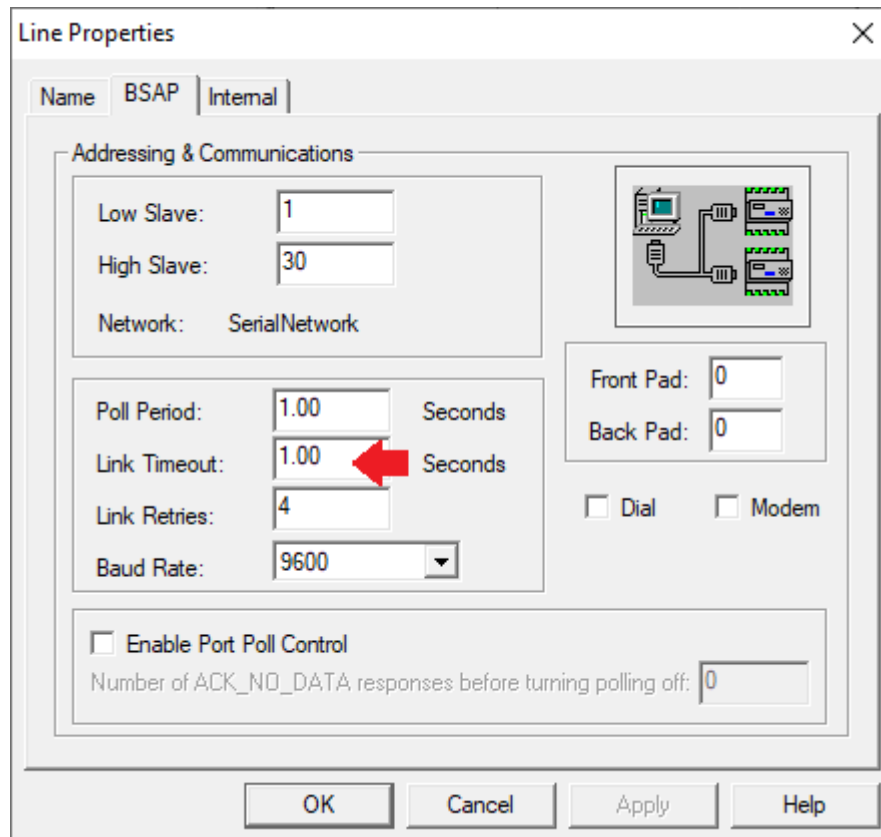 Line Properties
Name BSAP Internal
Addressing & Communications
Low Slave: 1
High Slave: 30
Network: SerialNetwork
Poll Period: 1.00 Seconds
Link Timeout: 1.00 Seconds
Link Retries: 4
Baud Rate: 9600
Front Pad: 0
Back Pad: 0
Dial Modem
Enable Port Poll Control
Number of ACK_NO_DATA responses before turning polling off: 0
OK Cancel Apply Help